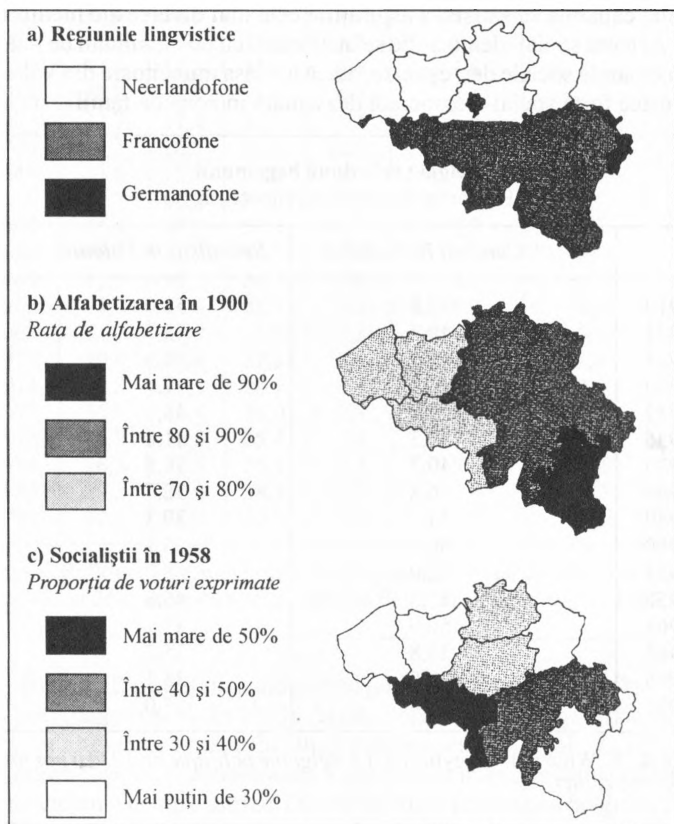 a) Regiunile lingvistice
Neerlandofone
Francofone
Germanofone
b) Alfabetizarea în 1900
Rata de alfabetizare
Mai mare de 90%
Între 80 și 90%
Între 70 și 80%
c) Socialiștii în 1958
Proporția de voturi exprimate
Mai mare de 50%
Între 40 și 50%
Între 30 și 40%
Mai puțin de 30%